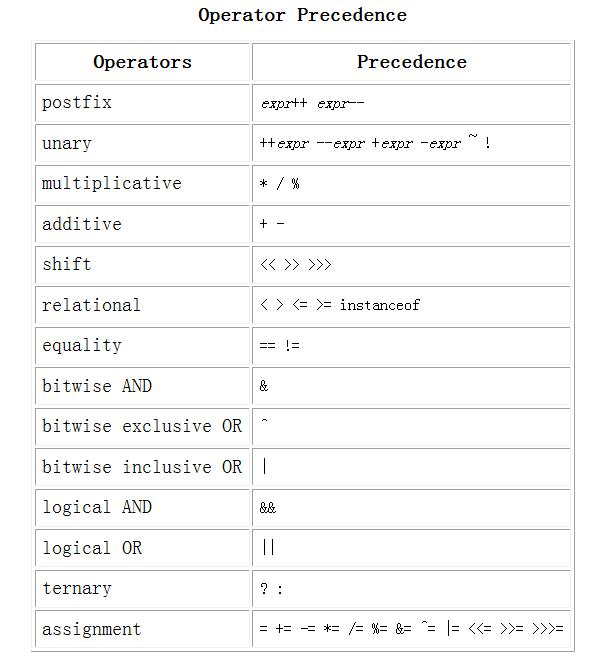 Operator Precedence
Operators Precedence
postfix expr++ expr--
unary ++expr --expr +expr -expr ~ !
multiplicative * / %
additive + -
shift << >> >>>
relational < > <= >= instanceof
equality == !=
bitwise AND &
bitwise exclusive OR ^
bitwise inclusive OR |
logical AND &&
logical OR ||
ternary ? :
assignment = += -= *= /= %= &= ^= |= <<= >>= >>>=